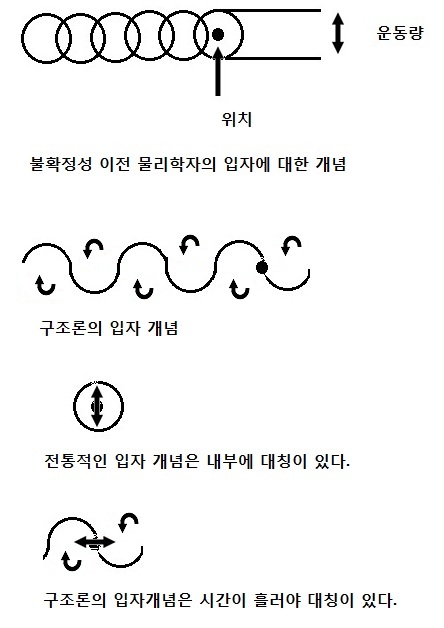 운동량
위치
불확정성 이전 물리학자의 입자에 대한 개념
구조론의 입자 개념
전통적인 입자 개념은 내부에 대칭이 있다.
구조론의 입자개념은 시간이 흘러야 대칭이 있다.